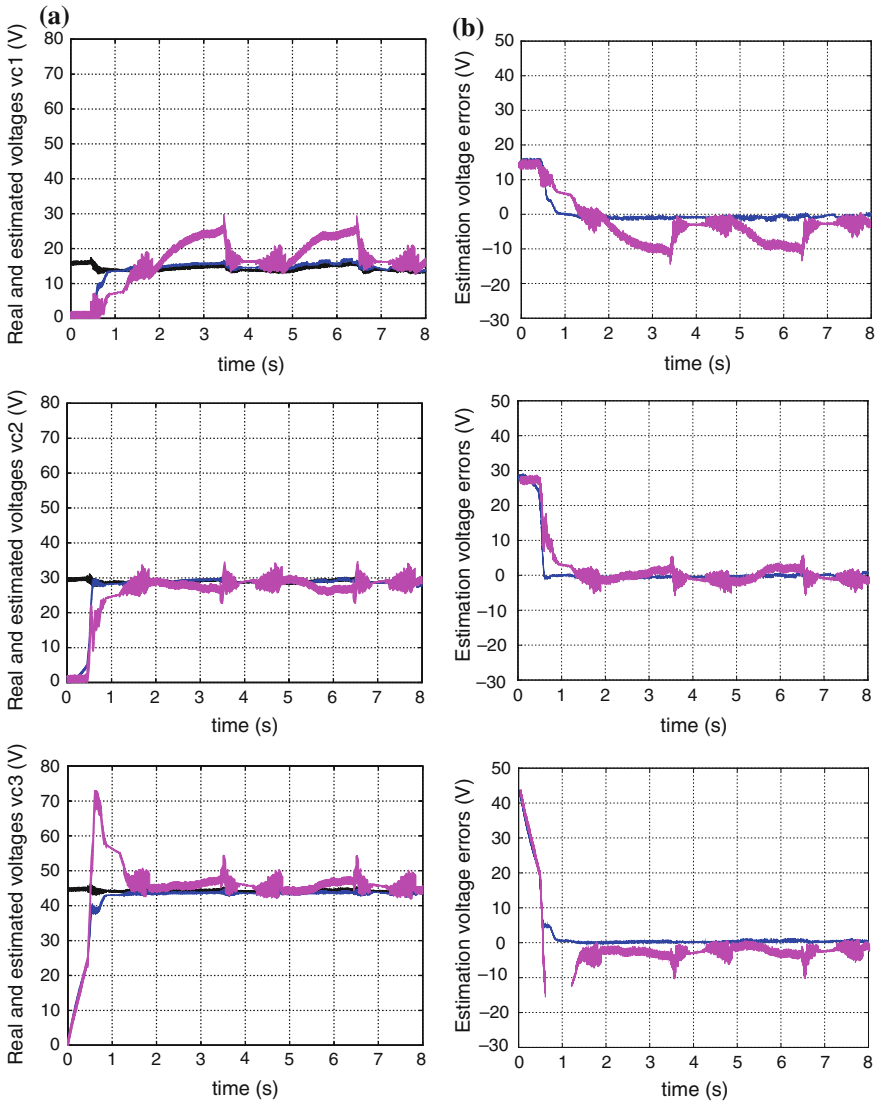 (a)
Real and estimated voltages vc1 (V)
80
70
60
50
40
30
20
10
0
0 1 2 3 4 5 6 7 8
time (s)
(b)
Estimation voltage errors (V)
50
40
30
20
10
0
−10
−20
−30
0 1 2 3 4 5 6 7 8
time (s)
Real and estimated voltages vc2 (V)
80
70
60
50
40
30
20
10
0
0 1 2 3 4 5 6 7 8
time (s)
Estimation voltage errors (V)
50
40
30
20
10
0
−10
−20
−30
0 1 2 3 4 5 6 7 8
time (s)
Real and estimated voltages vc3 (V)
80
70
60
50
40
30
20
10
0
0 1 2 3 4 5 6 7 8
time (s)
Estimation voltage errors (V)
50
40
30
20
10
0
−10
−20
−30
0 1 2 3 4 5 6 7 8
time (s)